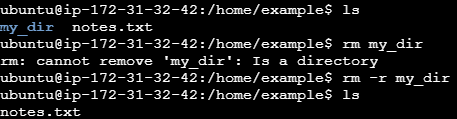 ubuntu@ip-172-31-32-42:/home/example$ ls
my_dir  notes.txt
ubuntu@ip-172-31-32-42:/home/example$ rm my_dir
rm: cannot remove 'my_dir': Is a directory
ubuntu@ip-172-31-32-42:/home/example$ rm -r my_dir
ubuntu@ip-172-31-32-42:/home/example$ ls
notes.txt